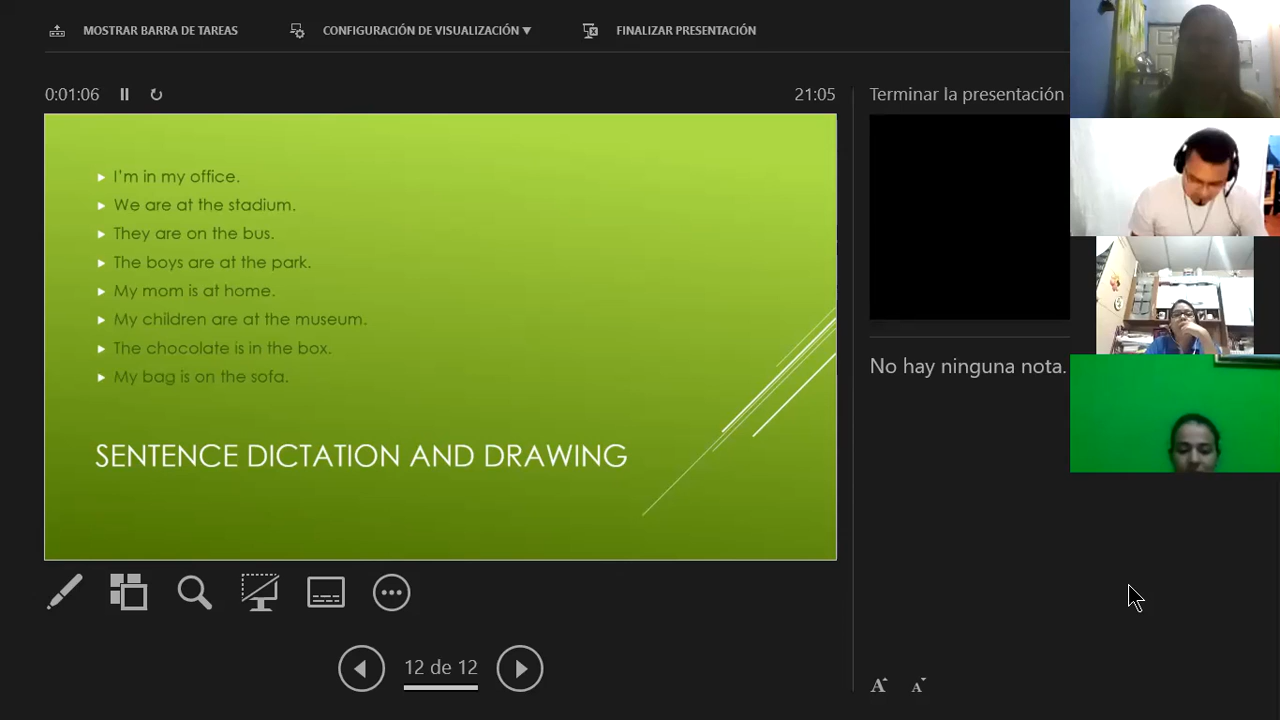 MOSTRAR BARRA DE TAREAS
CONFIGURACIÓN DE VISUALIZACIÓN ▼
FINALIZAR PRESENTACIÓN
0:01:06
21:05
I'm in my office.
We are at the stadium.
They are on the bus.
The boys are at the park.
My mom is at home.
My children are at the museum.
The chocolate is in the box.
My bag is on the sofa.
SENTENCE DICTATION AND DRAWING
12 de 12
Terminar la presentación
No hay ninguna nota.
A A